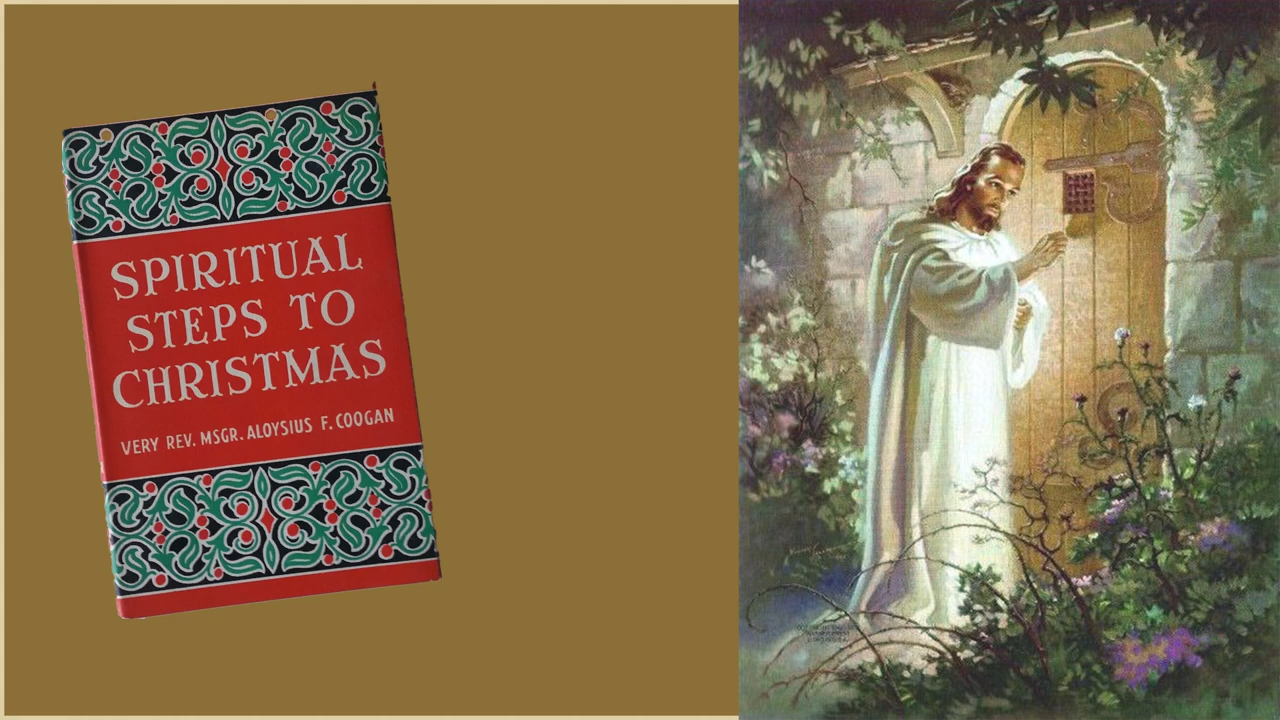 SPIRITUAL
STEPS TO
CHRISTMAS
VERY REV. MSGR. ALOYSIUS F. COOGAN